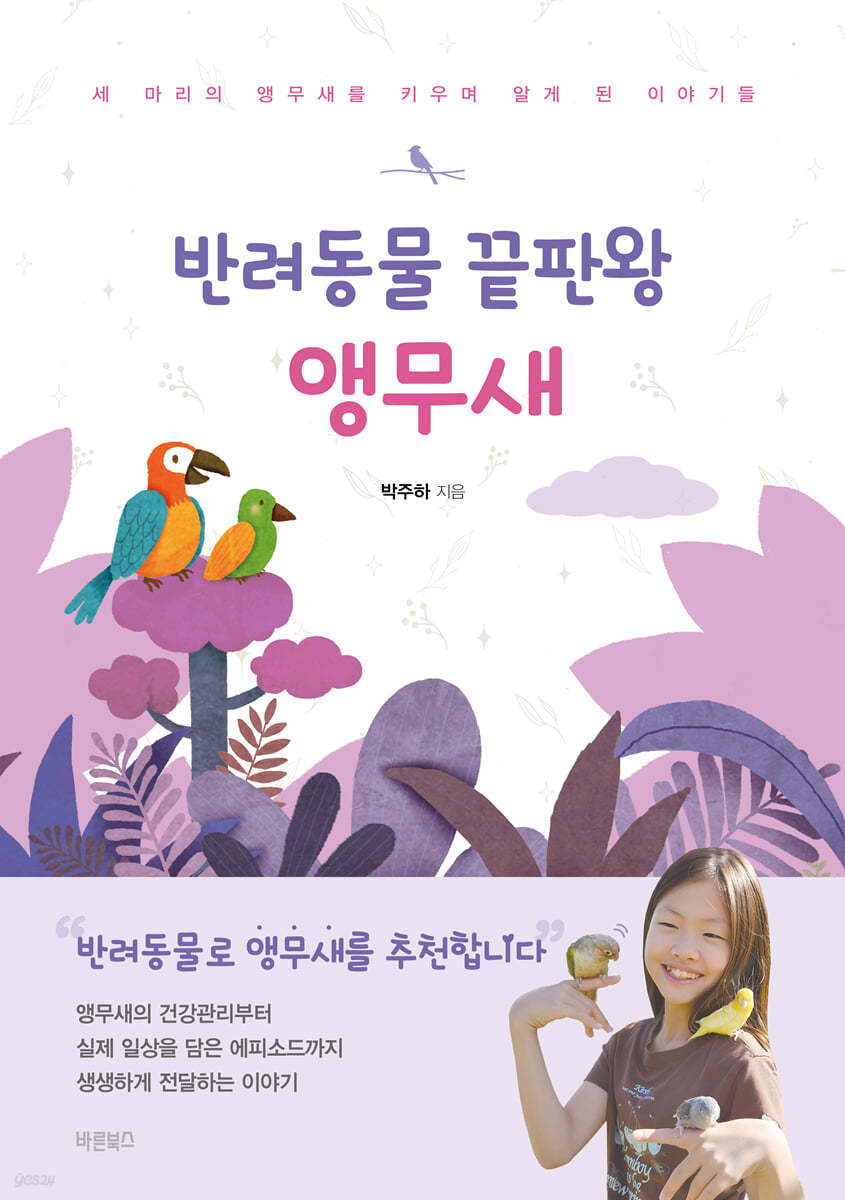 세 마리의 앵무새를 키우며 알게 된 이야기들
반려동물 끝판왕
앵무새
박주하 지음
“반려동물로 앵무새를 추천합니다”
앵무새의 건강관리부터
실제 일상을 담은 에피소드까지
생생하게 전달하는 이야기
바른북스
yes24